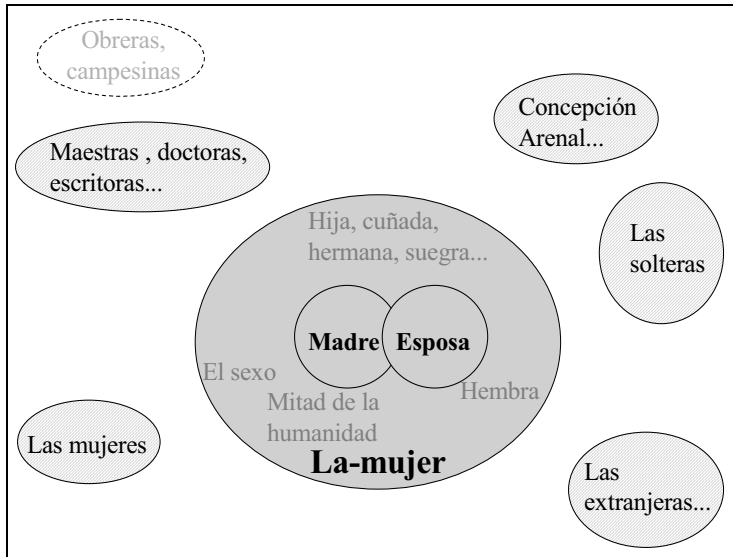 Obreras,
campesinas
Concepción
Arenal...
Maestras , doctoras,
escritoras...
Hija, cuñada,
hermana, suegra...
Las
solteras
Madre
Esposa
El sexo
Hembra
Mitad de la
humanidad
Las mujeres
La-mujer
Las
extranjeras...